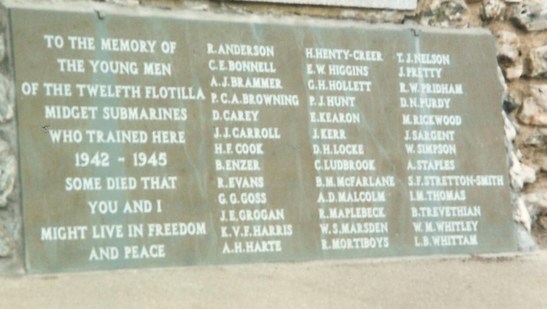 TO THE MEMORY OF
THE YOUNG MEN
OF THE TWELFTH FLOTILLA
MIDGET SUBMARINES
WHO TRAINED HERE
1942 - 1945
SOME DIED THAT
YOU AND I
MIGHT LIVE IN FREEDOM
AND PEACE
R. ANDERSON
C. E. BONNELL
A. J. BRAMMER
P. C. A. BROWNING
D. CAREY
J. J. CARROLL
H. F. COOK
B. ENZER
R. EVANS
G. G. GOSS
J. E. GROGAN
K. V. F. HARRIS
A. H. HARTE
H. HENTY-CREER
E. W. HIGGINS
G. H. HOLLETT
P. J. HUNT
E. KEARON
J. KERR
D. H. LOCKE
C. LUDBROOK
B. M. McFARLANE
A. D. MALCOLM
R. MAPLEBECK
W. S. MARSDEN
R. MORTIBOYS
T. J. NELSON
J. PRETTY
R. W. PRIDHAM
D. N. PURDY
M. RICKWOOD
J. SARGENT
W. SIMPSON
A. STAPLES
S. F. STRETTON-SMITH
I. M. THOMAS
B. TREVETHIAN
W. M. WHITLEY
L. B. WHITTAM